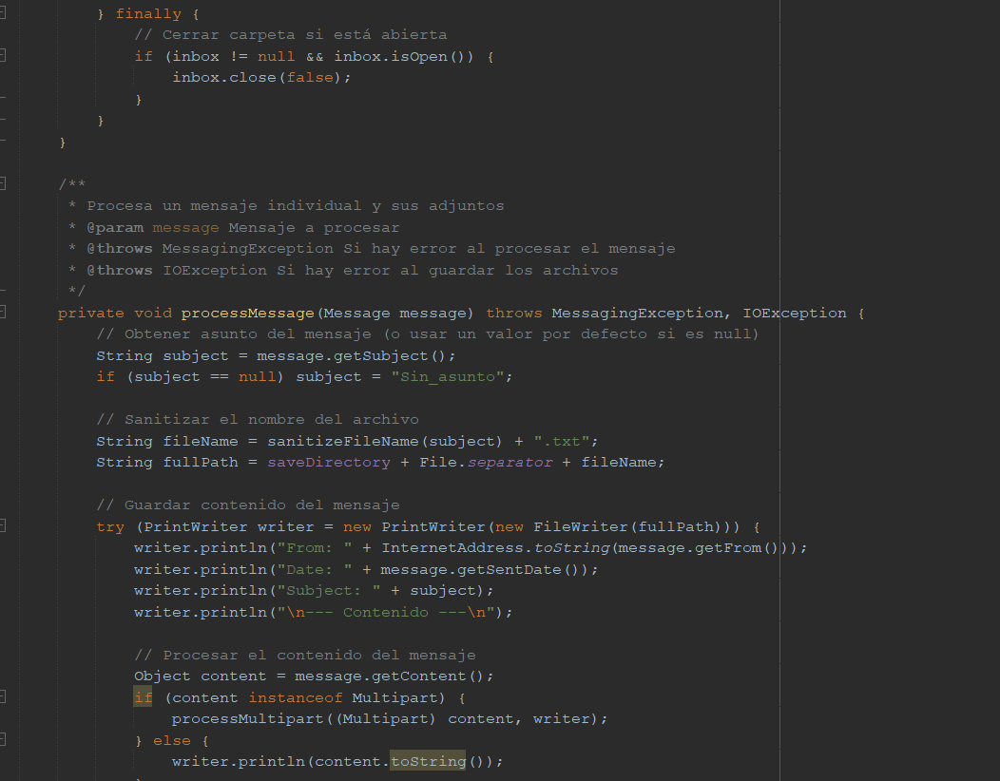 } finally {
// Cerrar carpeta si está abierta
if (inbox != null && inbox.isOpen()) {
inbox.close(false);
}
}
}
/**
* Procesa un mensaje individual y sus adjuntos
* @param message Mensaje a procesar
* @throws MessagingException Si hay error al procesar el mensaje
* @throws IOException Si hay error al guardar los archivos
*/
private void processMessage(Message message) throws MessagingException, IOException {
// Obtener asunto del mensaje (o usar un valor por defecto si es null)
String subject = message.getSubject();
if (subject == null) subject = "Sin_asunto";
// Sanitizar el nombre del archivo
String fileName = sanitizeFileName(subject) + ".txt";
String fullPath = saveDirectory + File.separator + fileName;
// Guardar contenido del mensaje
try (PrintWriter writer = new PrintWriter(new FileWriter(fullPath))) {
writer.println("From: " + InternetAddress.toString(message.getFrom()));
writer.println("Date: " + message.getSentDate());
writer.println("Subject: " + subject);
writer.println("\n--- Contenido ---\n");
// Procesar el contenido del mensaje
Object content = message.getContent();
if (content instanceof Multipart) {
processMultipart((Multipart) content, writer);
} else {
writer.println(content.toString());